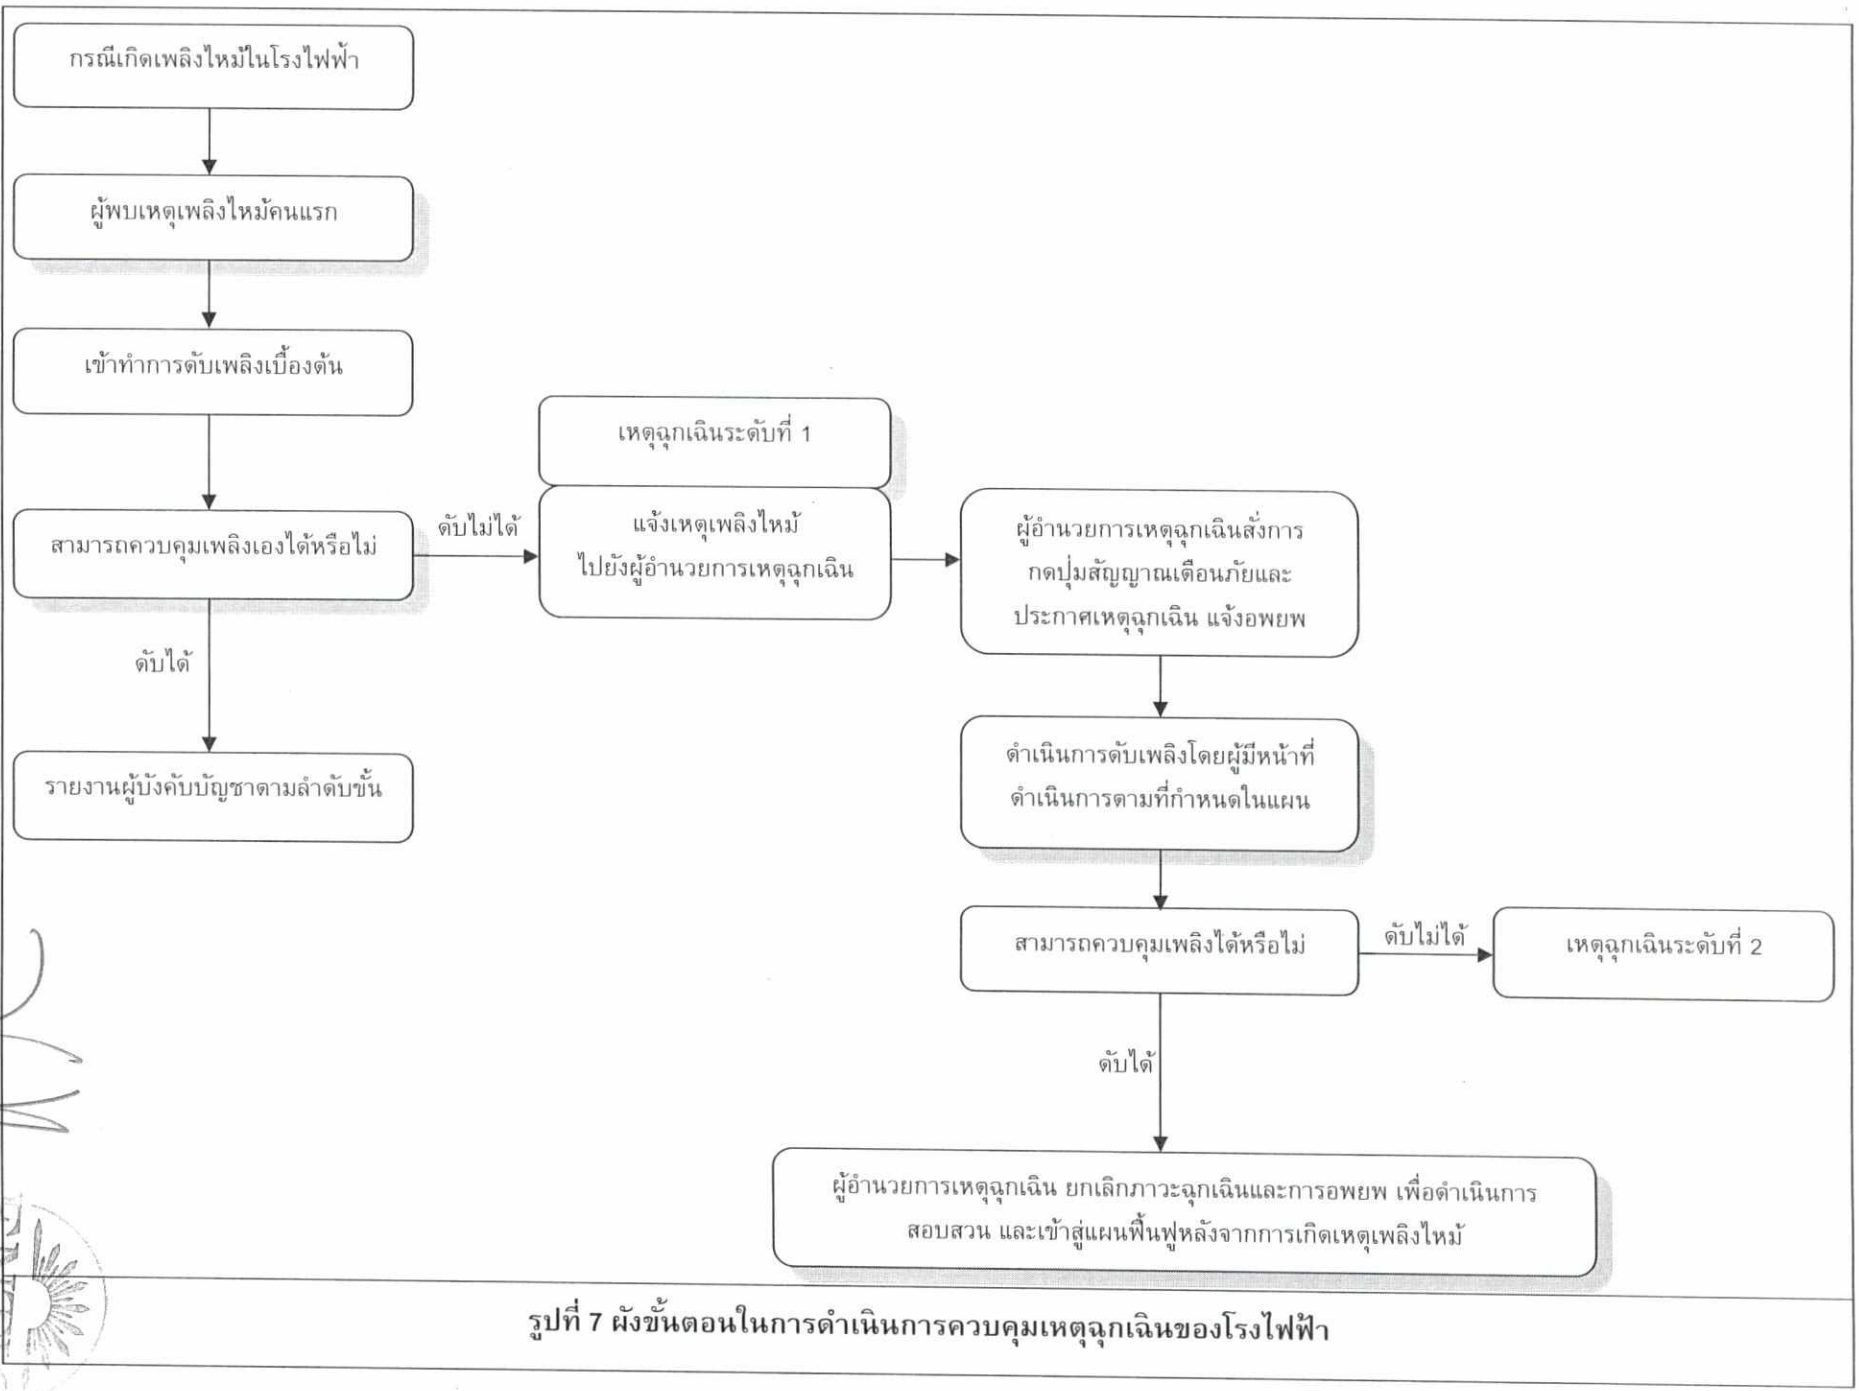 กรณีเกิดเพลิงไหม้ในโรงไฟฟ้า
ผู้พบเหตุเพลิงไหม้คนแรก
เข้าทำการดับเพลิงเบื้องต้น
สามารถควบคุมเพลิงเองได้หรือไม่
ดับไม่ได้
ดับได้
รายงานผู้บังคับบัญชาตามลำดับขั้น
เหตุฉุกเฉินระดับที่ 1
แจ้งเหตุเพลิงไหม้
ไปยังผู้อำนวยการเหตุฉุกเฉิน
ผู้อำนวยการเหตุฉุกเฉินสั่งการ
กดปุ่มสัญญาณเตือนภัยและ
ประกาศเหตุฉุกเฉิน แจ้งอพยพ
ดำเนินการดับเพลิงโดยผู้มีหน้าที่
ดำเนินการตามที่กำหนดในแผน
สามารถควบคุมเพลิงได้หรือไม่
ดับไม่ได้
เหตุฉุกเฉินระดับที่ 2
ดับได้
ผู้อำนวยการเหตุฉุกเฉิน ยกเลิกภาวะฉุกเฉินและการอพยพ เพื่อดำเนินการ
สอบสวน และเข้าสู่แผนฟื้นฟูหลังจากการเกิดเหตุเพลิงไหม้
รูปที่ 7 ผังขั้นตอนในการดำเนินการควบคุมเหตุฉุกเฉินของโรงไฟฟ้า